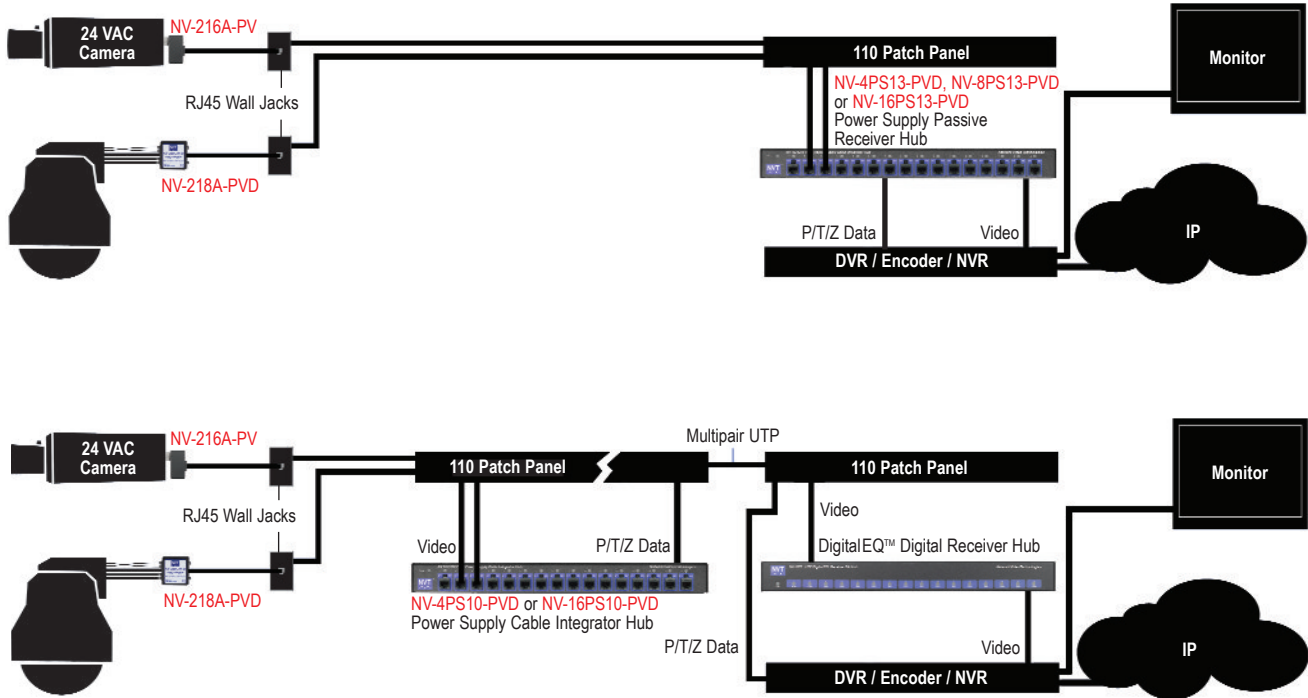 24 VAC
Camera
NV-216A-PV
RJ45 Wall Jacks
NV-218A-PVD
110 Patch Panel
NV-4PS13-PVD, NV-8PS13-PVD
or NV-16PS13-PVD
Power Supply Passive
Receiver Hub
NVT
P/T/Z Data
Video
DVR / Encoder / NVR
Monitor
IP
24 VAC
Camera
NV-216A-PV
RJ45 Wall Jacks
NV-218A-PVD
110 Patch Panel
Multipair UTP
110 Patch Panel
Video
P/T/Z Data
NVT
NV-4PS10-PVD or NV-16PS10-PVD
Power Supply Cable Integrator Hub
Video
DigitalEQ™ Digital Receiver Hub
NVT
P/T/Z Data
Video
DVR / Encoder / NVR
Monitor
IP